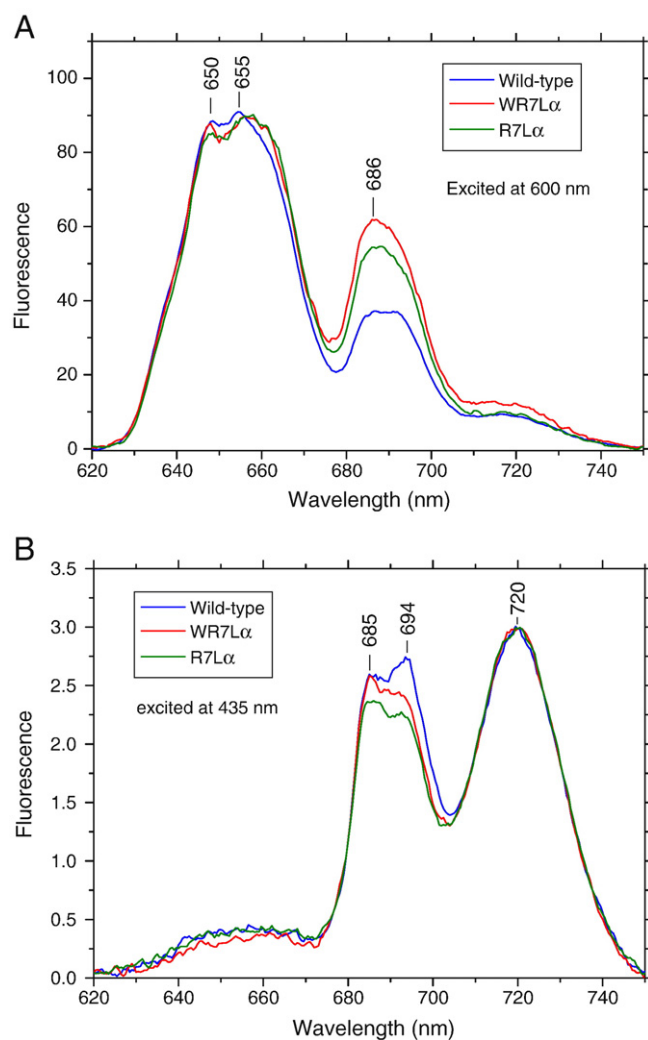 A
650
655
686
Wild-type
WR7Lα
R7Lα
Excited at 600 nm
Fluorescence
100
80
60
40
20
0
620 640 660 680 700 720 740
Wavelength (nm)
B
685
694
720
Wild-type
WR7Lα
R7Lα
excited at 435 nm
Fluorescence
3.5
3.0
2.5
2.0
1.5
1.0
0.5
0.0
620 640 660 680 700 720 740
Wavelength (nm)